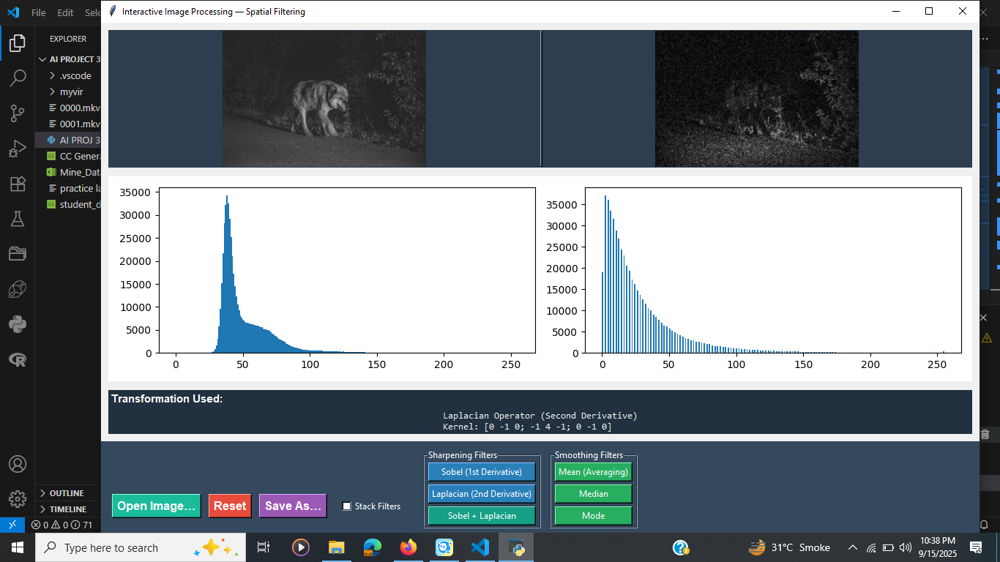 File Edit Sele
Interactive Image Processing — Spatial Filtering
EXPLORER
AI PROJECT 3
.vscode
myvir
0000.mkv
0001.mkv
AI PROJ 3
CC Genera
Mine_Data
practice la
student_d
35000
30000
25000
20000
15000
10000
5000
0
0 50 100 150 200 250
35000
30000
25000
20000
15000
10000
5000
0
0 50 100 150 200 250
Transformation Used:
Laplacian Operator (Second Derivative)
Kernel: [0 -1 0; -1 4 -1; 0 -1 0]
Sharpening Filters
Sobel (1st Derivative)
Laplacian (2nd Derivative)
Sobel + Laplacian
Smoothing Filters
Mean (Averaging)
Median
Mode
Open Image...
Reset
Save As...
Stack Filters
OUTLINE
TIMELINE
0 0 71
Type here to search
31°C Smoke
10:38 PM
9/15/2025